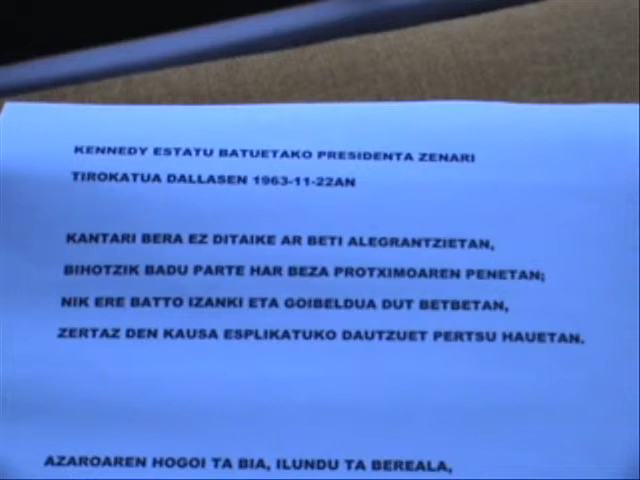 KENNEDY ESTATU BATUETAKO PRESIDENTA ZENARI
TIROKATUA DALLASEN 1963-11-22AN
KANTARI BERA EZ DITAIKE AR BETI ALEGRANTZIETAN,
BIHOTZIK BADU PARTE HAR BEZA PROTXIMOAREN PENETAN;
NIK ERE BATTO IZANKI ETA GOIBELDUA DUT BETBETAN,
ZERTAZ DEN KAUSA ESPLIKATUKO DAUTZUET PERTSU HAUETAN.
AZAROAREN HOGOI TA BIA, ILUNDU TA BEREALA,